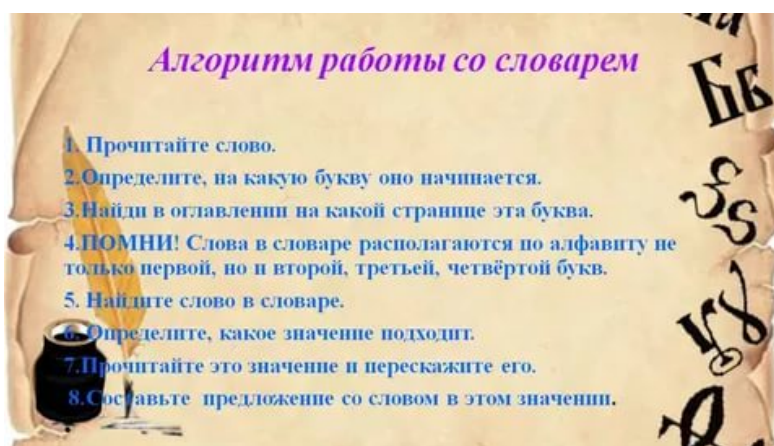 Алгоритм работы со словарем
1. Прочитайте слово.
2.Определите, на какую букву оно начинается.
3.Найди в оглавлении на какой странице эта буква.
4.ПОМНИ! Слова в словаре располагаются по алфавиту не
только первой, но и второй, третьей, четвёртой букв.
5. Найдите слово в словаре.
6. Определите, какое значение подходит.
7.Прочитайте это значение и перескажите его.
8.Составьте предложение со словом в этом значении.